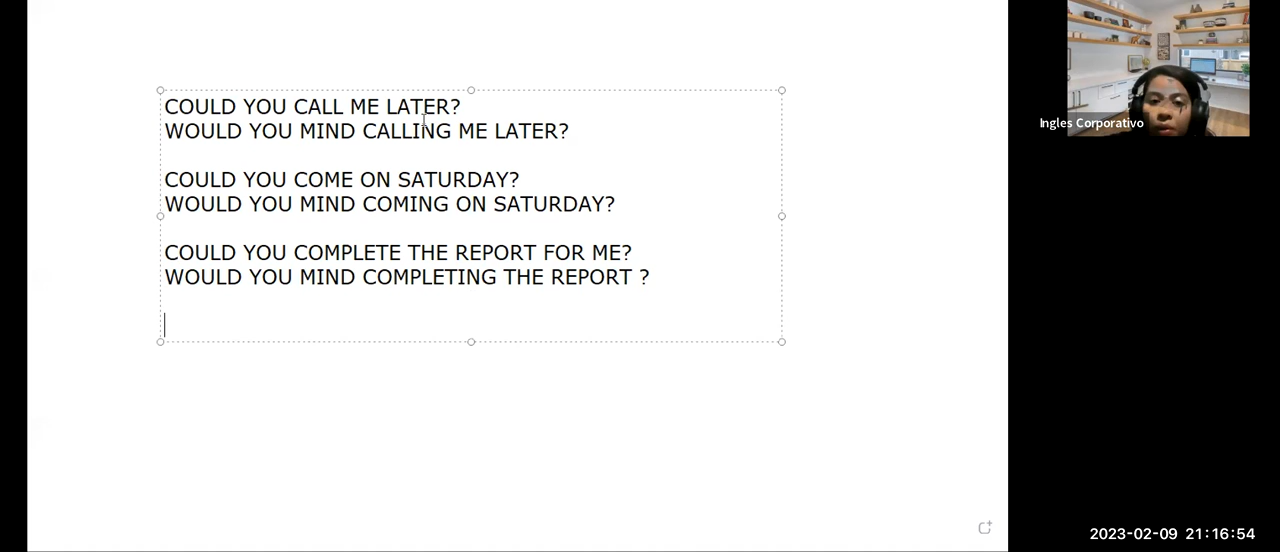 COULD YOU CALL ME LATER?
WOULD YOU MIND CALLING ME LATER?
COULD YOU COME ON SATURDAY?
WOULD YOU MIND COMING ON SATURDAY?
COULD YOU COMPLETE THE REPORT FOR ME?
WOULD YOU MIND COMPLETING THE REPORT ?
Ingles Corporativo
2023-02-09 21:16:54